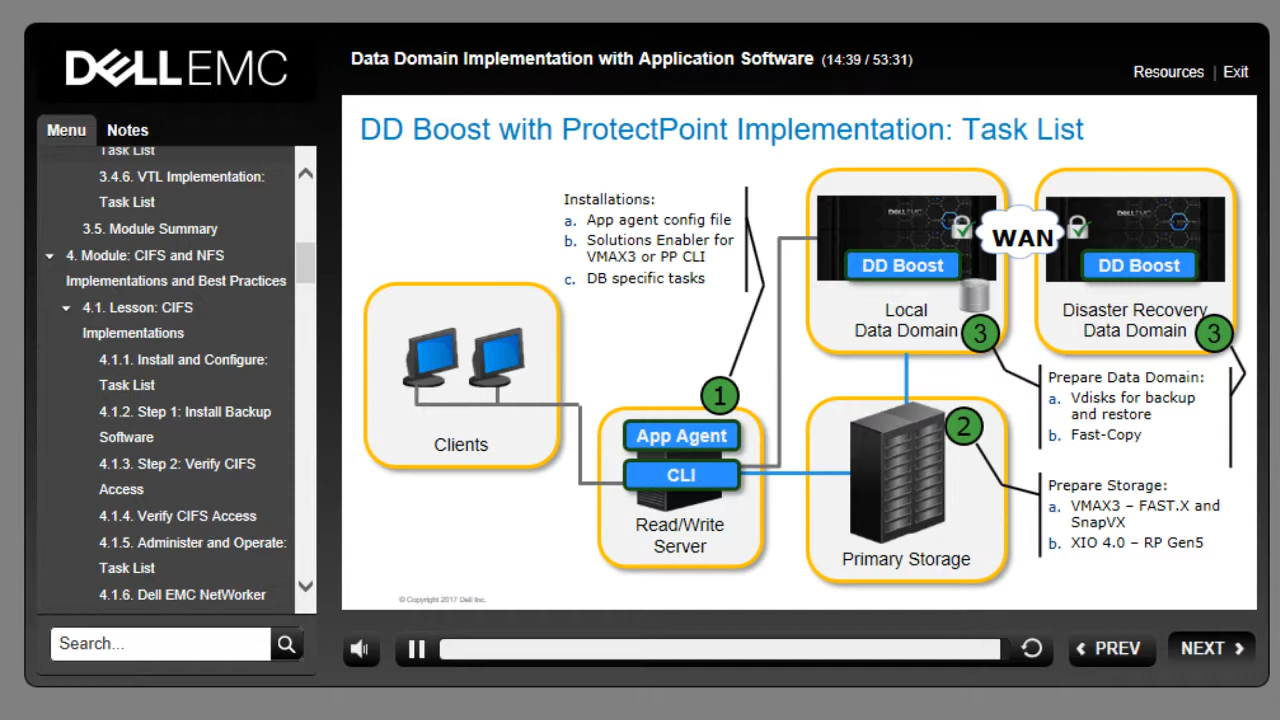 DELLEMC
Data Domain Implementation with Application Software (14:39 / 53:31)
Resources | Exit
Menu
Notes
Task List
3.4.6. VTL Implementation:
Task List
3.5. Module Summary
4. Module: CIFS and NFS
Implementations and Best Practices
4.1. Lesson: CIFS
Implementations
4.1.1. Install and Configure:
Task List
4.1.2. Step 1: Install Backup
Software
4.1.3. Step 2: Verify CIFS
Access
4.1.4. Verify CIFS Access
4.1.5. Administer and Operate:
Task List
4.1.6. Dell EMC NetWorker
Search...
DD Boost with ProtectPoint Implementation: Task List
Installations:
a. App agent config file
b. Solutions Enabler for
VMAX3 or PP CLI
c. DB specific tasks
Clients
1
App Agent
CLI
Read/Write
Server
DELLEMC
DD Boost
Local
Data Domain
3
WAN
DELLEMC
DD Boost
Disaster Recovery
Data Domain
3
2
Primary Storage
Prepare Data Domain:
a. Vdisks for backup
and restore
b. Fast-Copy
Prepare Storage:
a. VMAX3 – FAST.X and
SnapVX
b. XIO 4.0 – RP Gen5
© Copyright 2017 Dell Inc.
PREV
NEXT